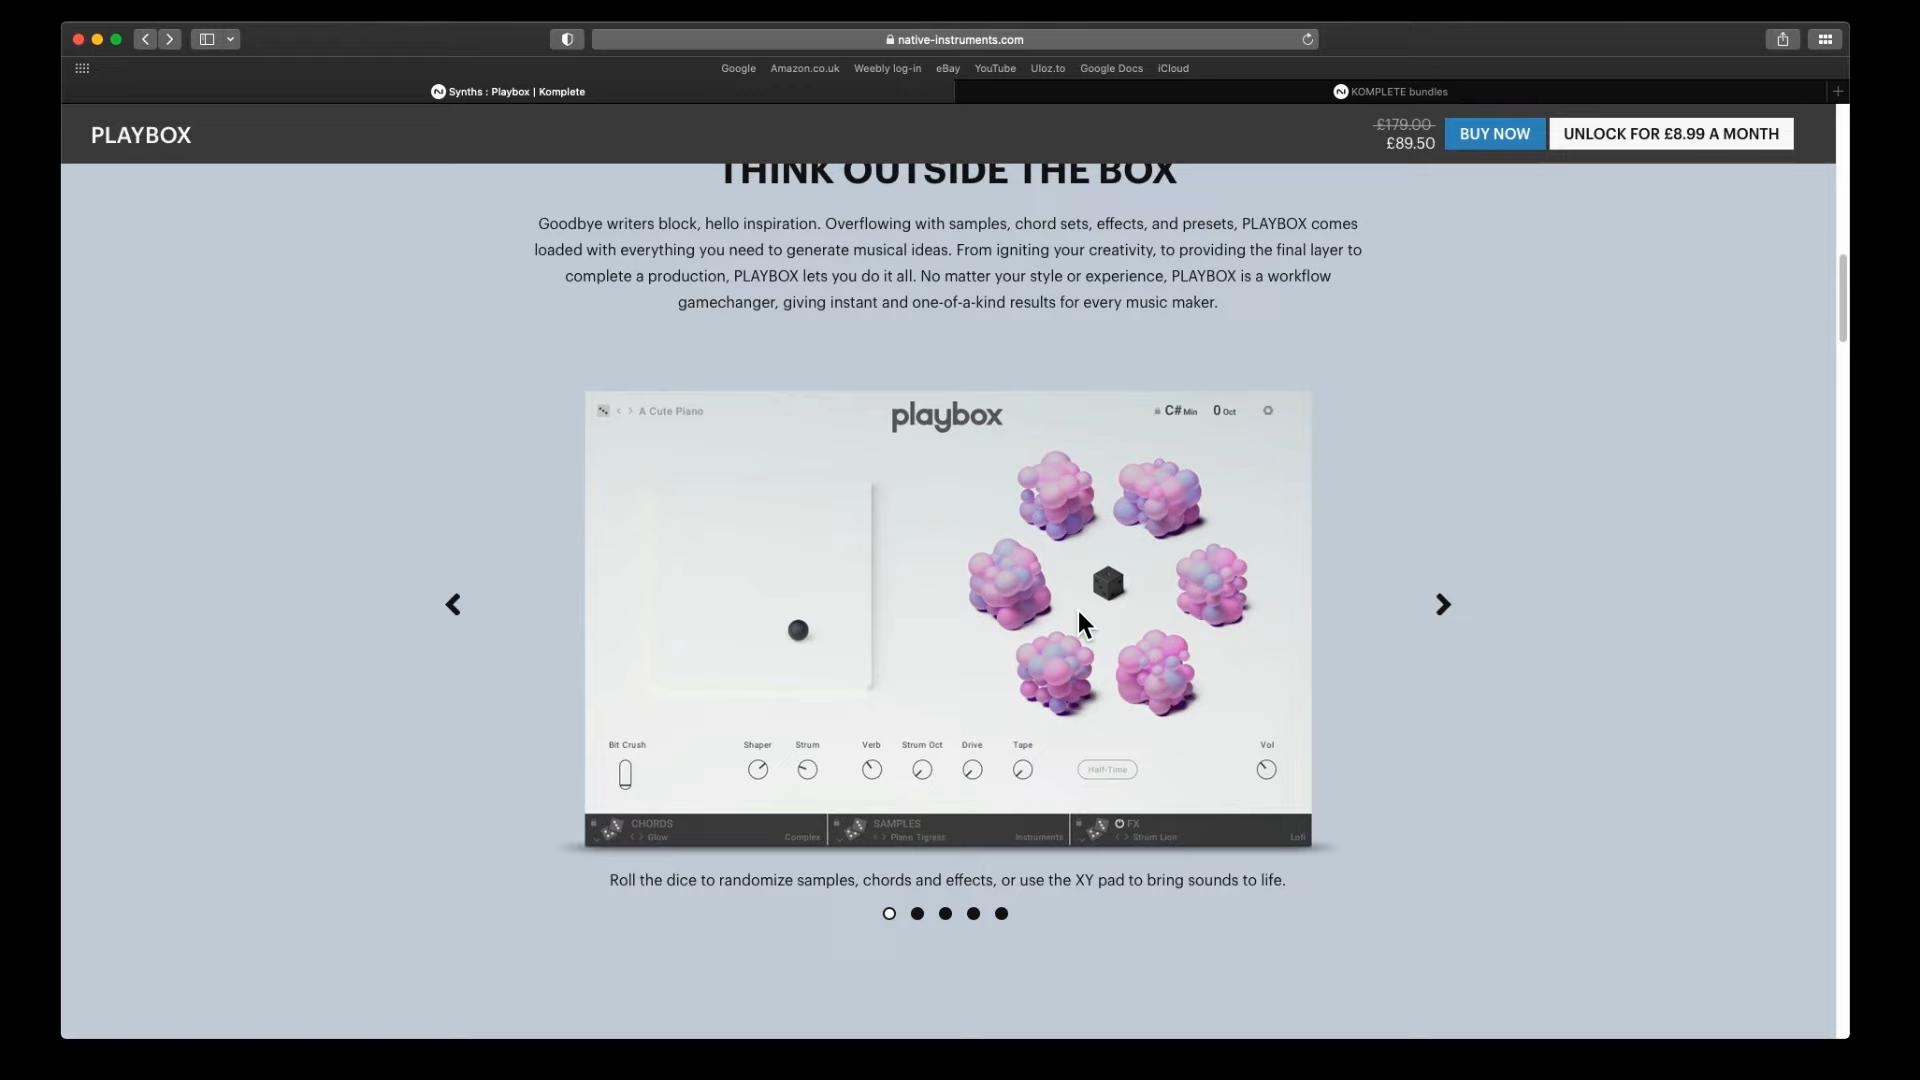 native-instruments.com
Google Amazon.co.uk Weebly log-in eBay YouTube Uloz.to Google Docs iCloud
Synths : Playbox | Komplete
KOMPLETE bundles
PLAYBOX
£179.00
£89.50
BUY NOW
UNLOCK FOR £8.99 A MONTH
THINK OUTSIDE THE BOX
Goodbye writers block, hello inspiration. Overflowing with samples, chord sets, effects, and presets, PLAYBOX comes
loaded with everything you need to generate musical ideas. From igniting your creativity, to providing the final layer to
complete a production, PLAYBOX lets you do it all. No matter your style or experience, PLAYBOX is a workflow
gamechanger, giving instant and one-of-a-kind results for every music maker.
A Cute Piano
playbox
C# Min 0 Oct
Bit Crush Shaper Strum Verb Strum Oct Drive Tape Vol
Half-Time
CHORDS SAMPLES FX
Glow Complex Piano Tigress Instruments Strum Lion Lofi
Roll the dice to randomize samples, chords and effects, or use the XY pad to bring sounds to life.